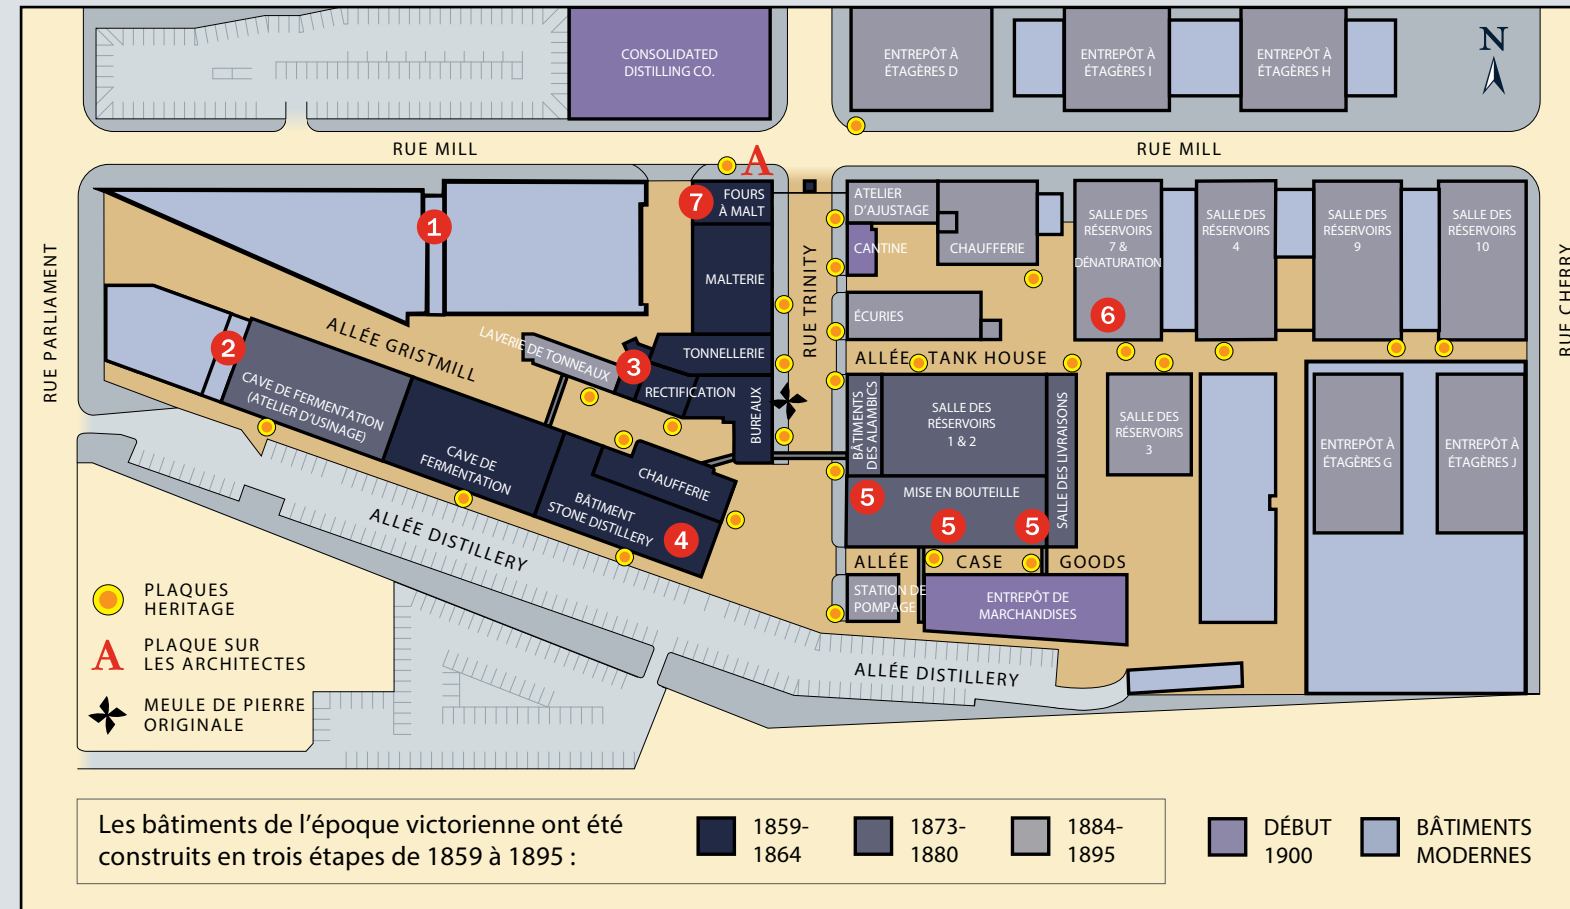 CONSOLIDATED
DISTILLING CO.
ENTREPÔT À
ÉTAGÈRES D
ENTREPÔT À
ÉTAGÈRES I
ENTREPÔT À
ÉTAGÈRES H
N
RUE MILL
A
RUE MILL
RUE PARLIAMENT
1
7
FOURS
À MALT
MALTERIE
RUE TRINITY
ATELIER
D'AJUSTAGE
CANTINE
CHAUFFERIE
SALLE DES
RÉSERVOIRS
7 &
DÉNATURATION
6
SALLE DES
RÉSERVOIRS
4
SALLE DES
RÉSERVOIRS
9
SALLE DES
RÉSERVOIRS
10
RUE CHERRY
ÉCURIES
ALLÉE GRISTMILL
LAVERIE DE TONNEAUX
3
TONNELLERIE
RECTIFICATION
BUREAUX
ALLÉE TANK HOUSE
2
CAVE DE FERMENTATION
(ATELIER D'USINAGE)
CAVE DE
FERMENTATION
CHAUFFERIE
BÂTIMENT
STONE DISTILLERY
4
BÂTIMENTS
DES ALAMBICS
SALLE DES
RÉSERVOIRS
1 & 2
SALLE DES LIVRAISONS
SALLE DES
RÉSERVOIRS
3
ENTREPÔT À
ÉTAGÈRES G
ENTREPÔT À
ÉTAGÈRES J
5
MISE EN BOUTEILLE
5
5
ALLÉE CASE GOODS
STATION DE
POMPAGE
ENTREPÔT DE
MARCHANDISES
ALLÉE DISTILLERY
ALLÉE DISTILLERY
PLAQUES
HERITAGE
A
PLAQUE SUR
LES ARCHITECTES
MEULE DE PIERRE
ORIGINALE
Les bâtiments de l'époque victorienne ont été
construits en trois étapes de 1859 à 1895 :
1859-
1864
1873-
1880
1884-
1895
DÉBUT
1900
BÂTIMENTS
MODERNES